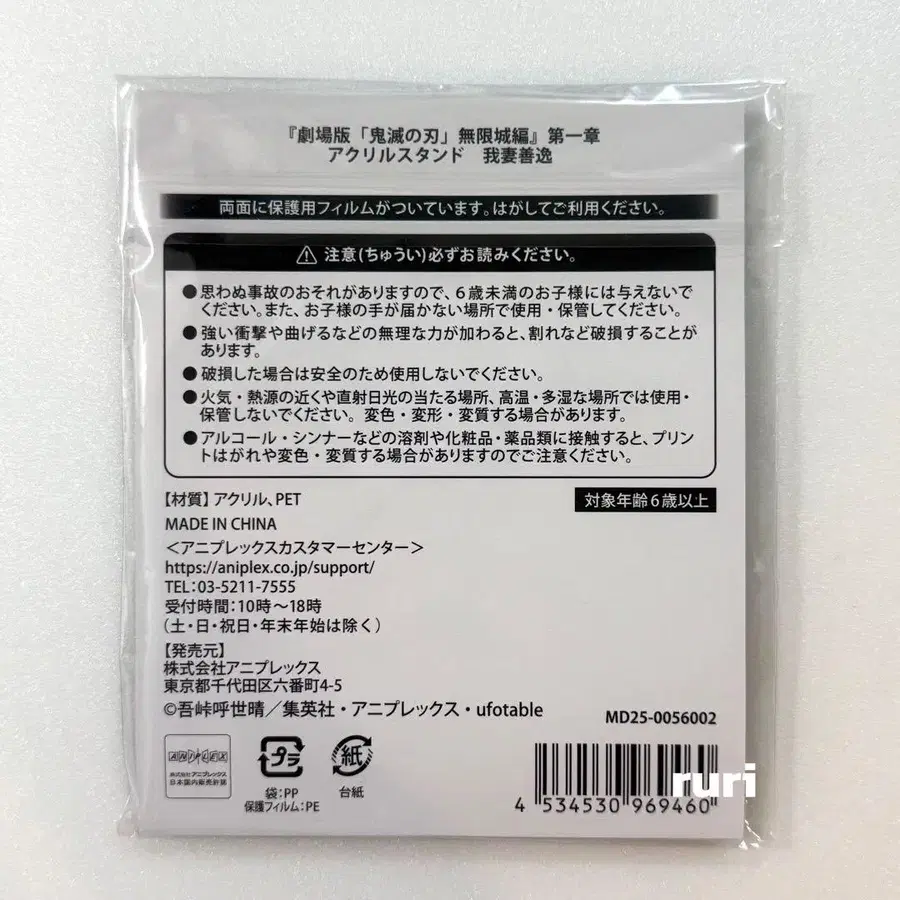 『劇場版「鬼滅の刃」無限城編』第一章
アクリルスタンド 我妻善逸
両面に保護用フィルムがついています。はがしてご利用ください。
注意(ちゅうい)必ずお読みください。
●思わぬ事故のおそれがありますので、6歳未満のお子様には与えないで
ください。また、お子様の手が届かない場所で使用・保管してください。
●強い衝撃や曲げるなどの無理な力が加わると、割れなど破損することが
あります。
●破損した場合は安全のため使用しないでください。
●火気・熱源の近くや直射日光の当たる場所、高温・多湿な場所では使用・
保管しないでください。変色・変形・変質する場合があります。
●アルコール・シンナーなどの溶剤や化粧品・薬品類に接触すると、プリン
トはがれや変色・変質する場合がありますのでご注意ください。
【材質】アクリル、PET
対象年齢6歳以上
MADE IN CHINA
＜アニプレックスカスタマーセンター＞
https://aniplex.co.jp/support/
TEL:03-5211-7555
受付時間:10時～18時
(土・日・祝日・年末年始は除く)
【発売元】
株式会社アニプレックス
東京都千代田区六番町4-5
©吾峠呼世晴／集英社・アニプレックス・ufotable
MD25-0056002
ANIPLEX
株式会社アニプレックス
日本国内販売許諾
プラ
袋:PP
保護フィルム:PE
紙
台紙
ruri
4 534530 969460